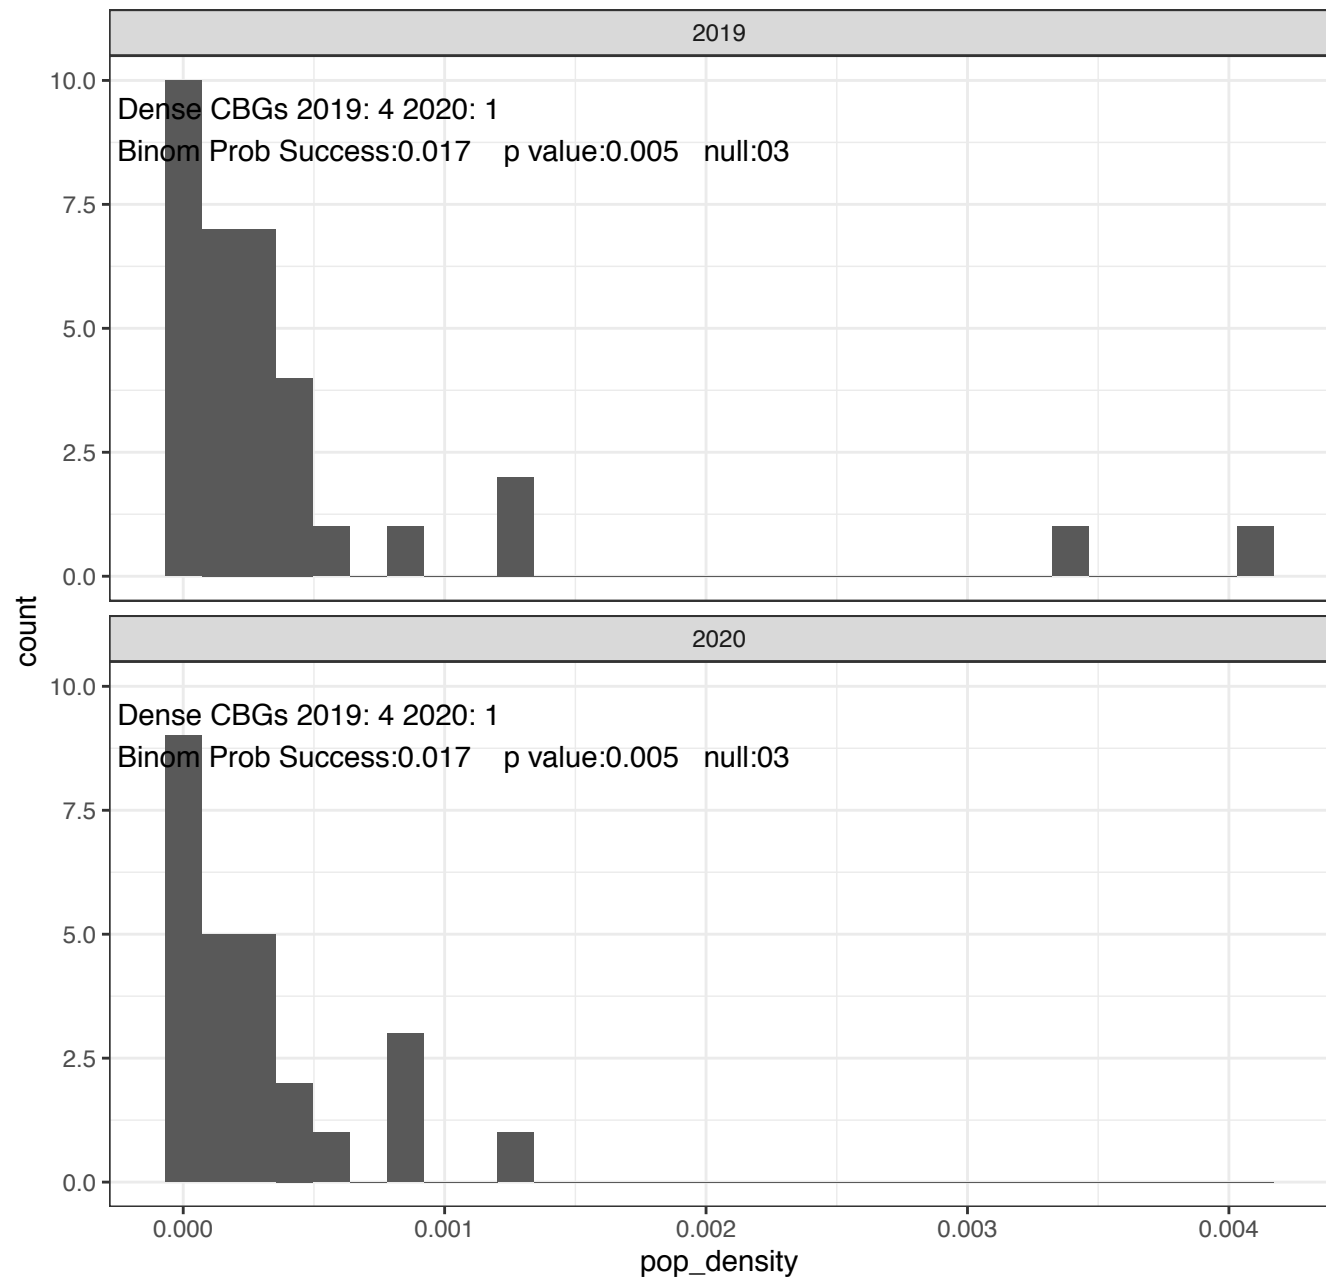 2019
10.0
Dense CBGs 2019: 4 2020: 1
Binom Prob Success:0.017 p value:0.005 null:03
7.5
5.0
2.5
0.0
count
2020
10.0
Dense CBGs 2019: 4 2020: 1
Binom Prob Success:0.017 p value:0.005 null:03
7.5
5.0
2.5
0.0
0.000 0.001 0.002 0.003 0.004
pop_density